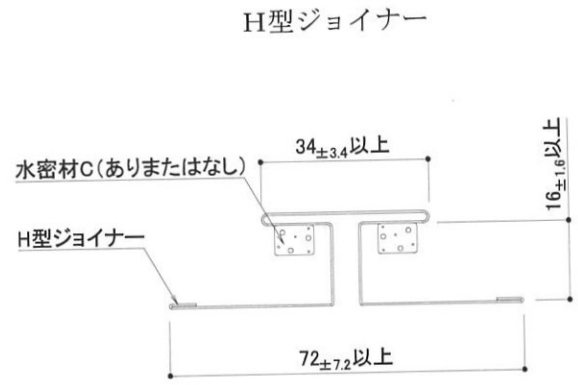 H型ジョイナー
34±3.4以上
水密材C(ありまたはなし)
16±1.6以上
H型ジョイナー
72±7.2以上